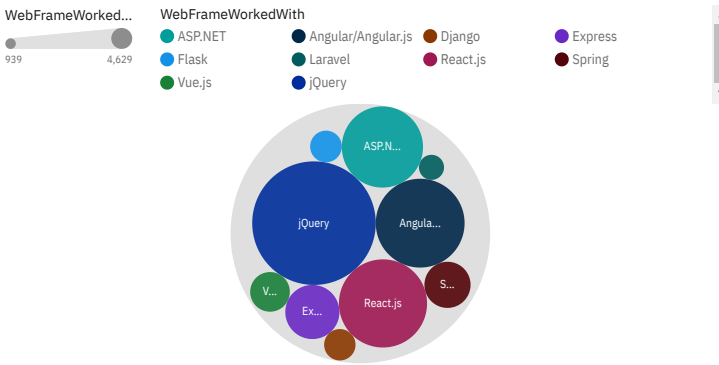 WebFrameWorked...
939 4,629
WebFrameWorkedWith
ASP.NET Angular/Angular.js Django Express
Flask Laravel React.js Spring
Vue.js jQuery
ASP.N...
jQuery
Angula...
V...
Ex...
React.js
S...